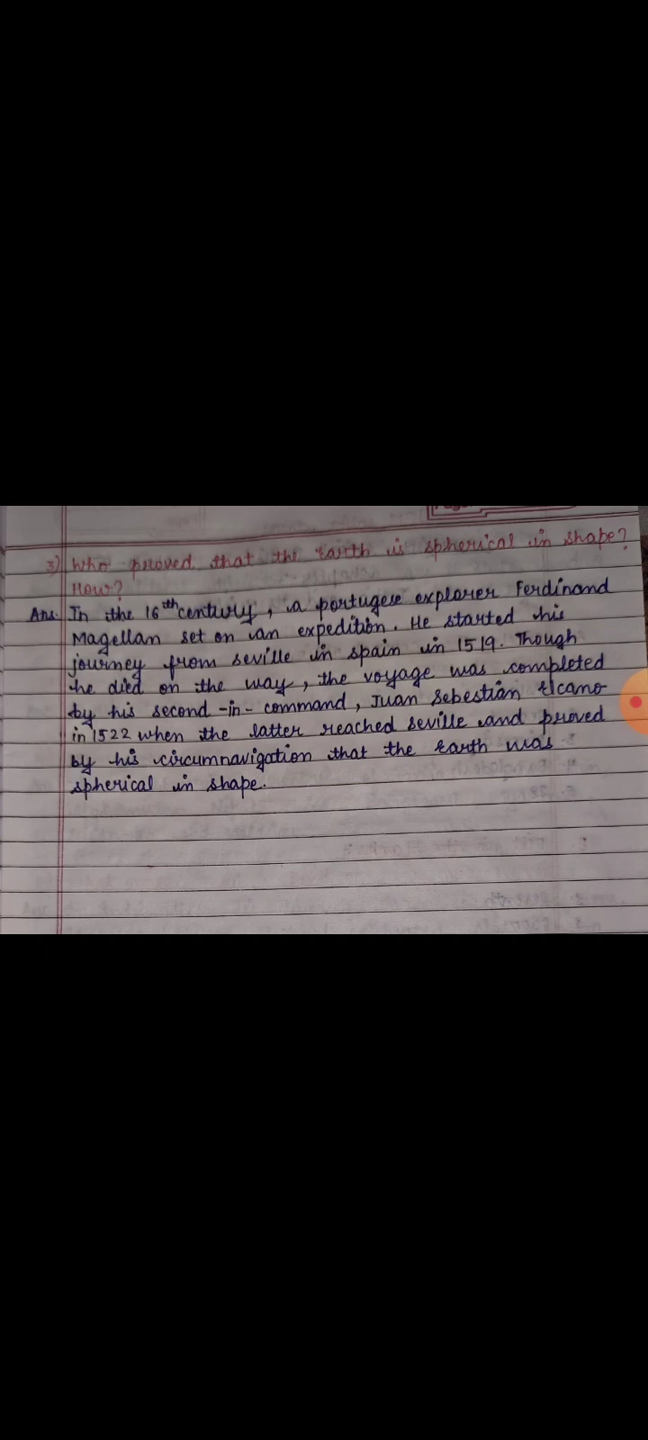 3) Who proved that the Earth is spherical in shape?
How?
Ans. In the 16th century, a portugese explorer Ferdinand
Magellan set on an expedition. He started his
journey from seville in spain in 1519. Though
he died on the way, the voyage was completed
by his second-in-command, Juan Sebestian Elcano
in 1522 when the latter reached seville and proved
by his circumnavigation that the Earth was
spherical in shape.